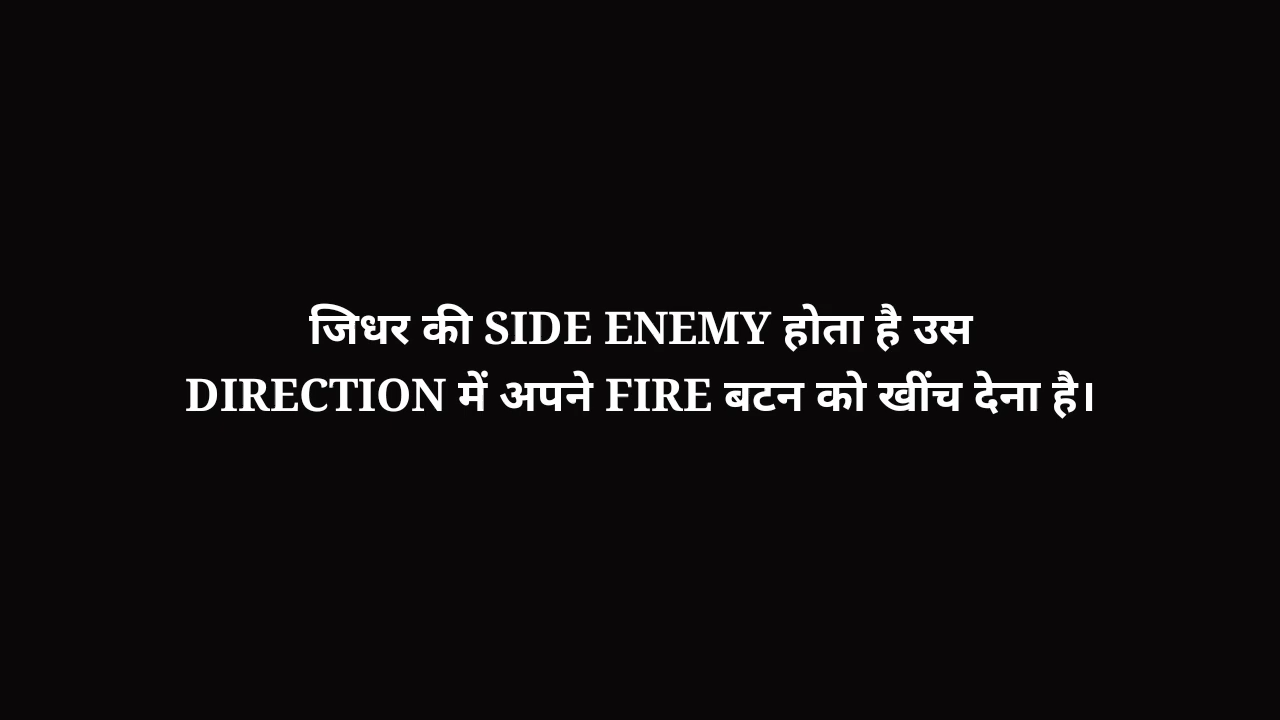 जिधर की SIDE ENEMY होता है उस
DIRECTION में अपने FIRE बटन को खींच देना है।